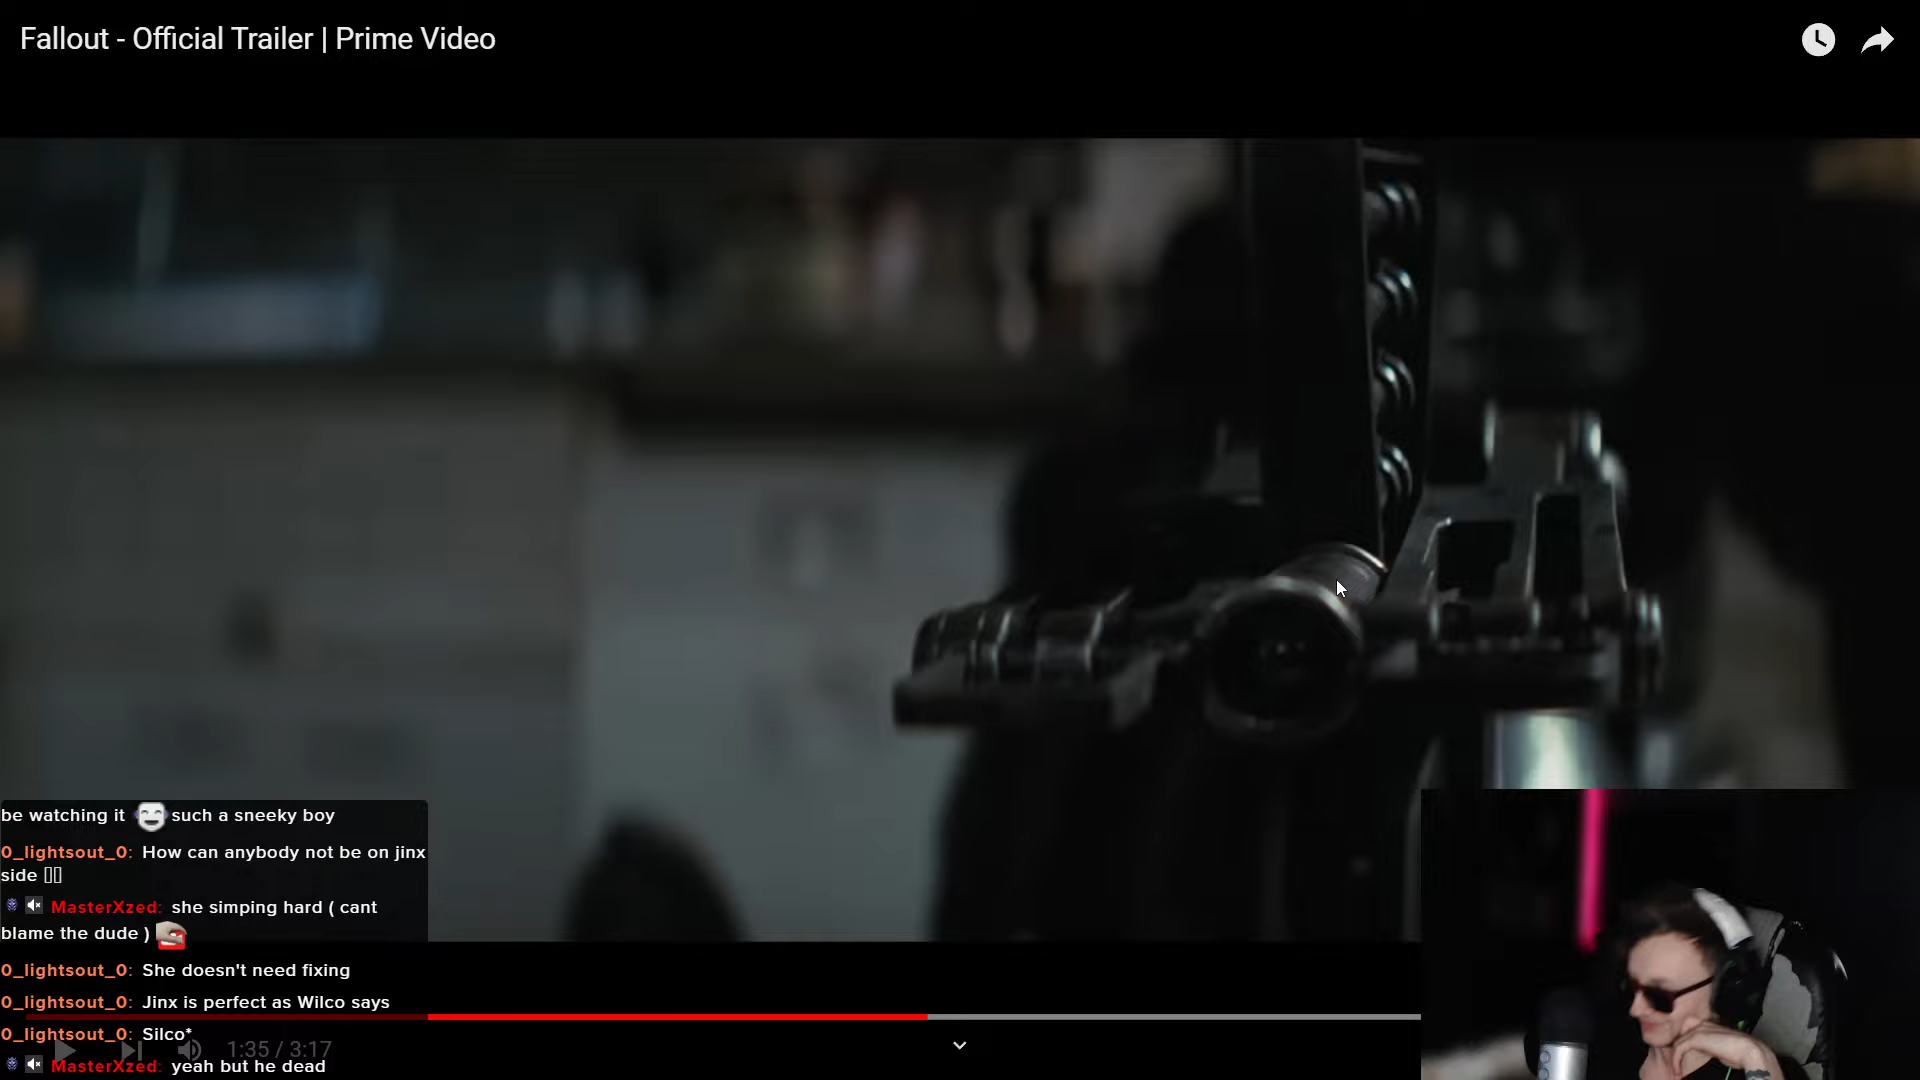 Fallout - Official Trailer | Prime Video
be watching it such a sneeky boy
0_lightsout_0: How can anybody not be on jinx
side
MasterXzed: she simping hard ( cant
blame the dude )
0_lightsout_0: She doesn't need fixing
0_lightsout_0: Jinx is perfect as Wilco says
0_lightsout_0: Silco*
1:35 / 3:17
MasterXzed: yeah but he dead